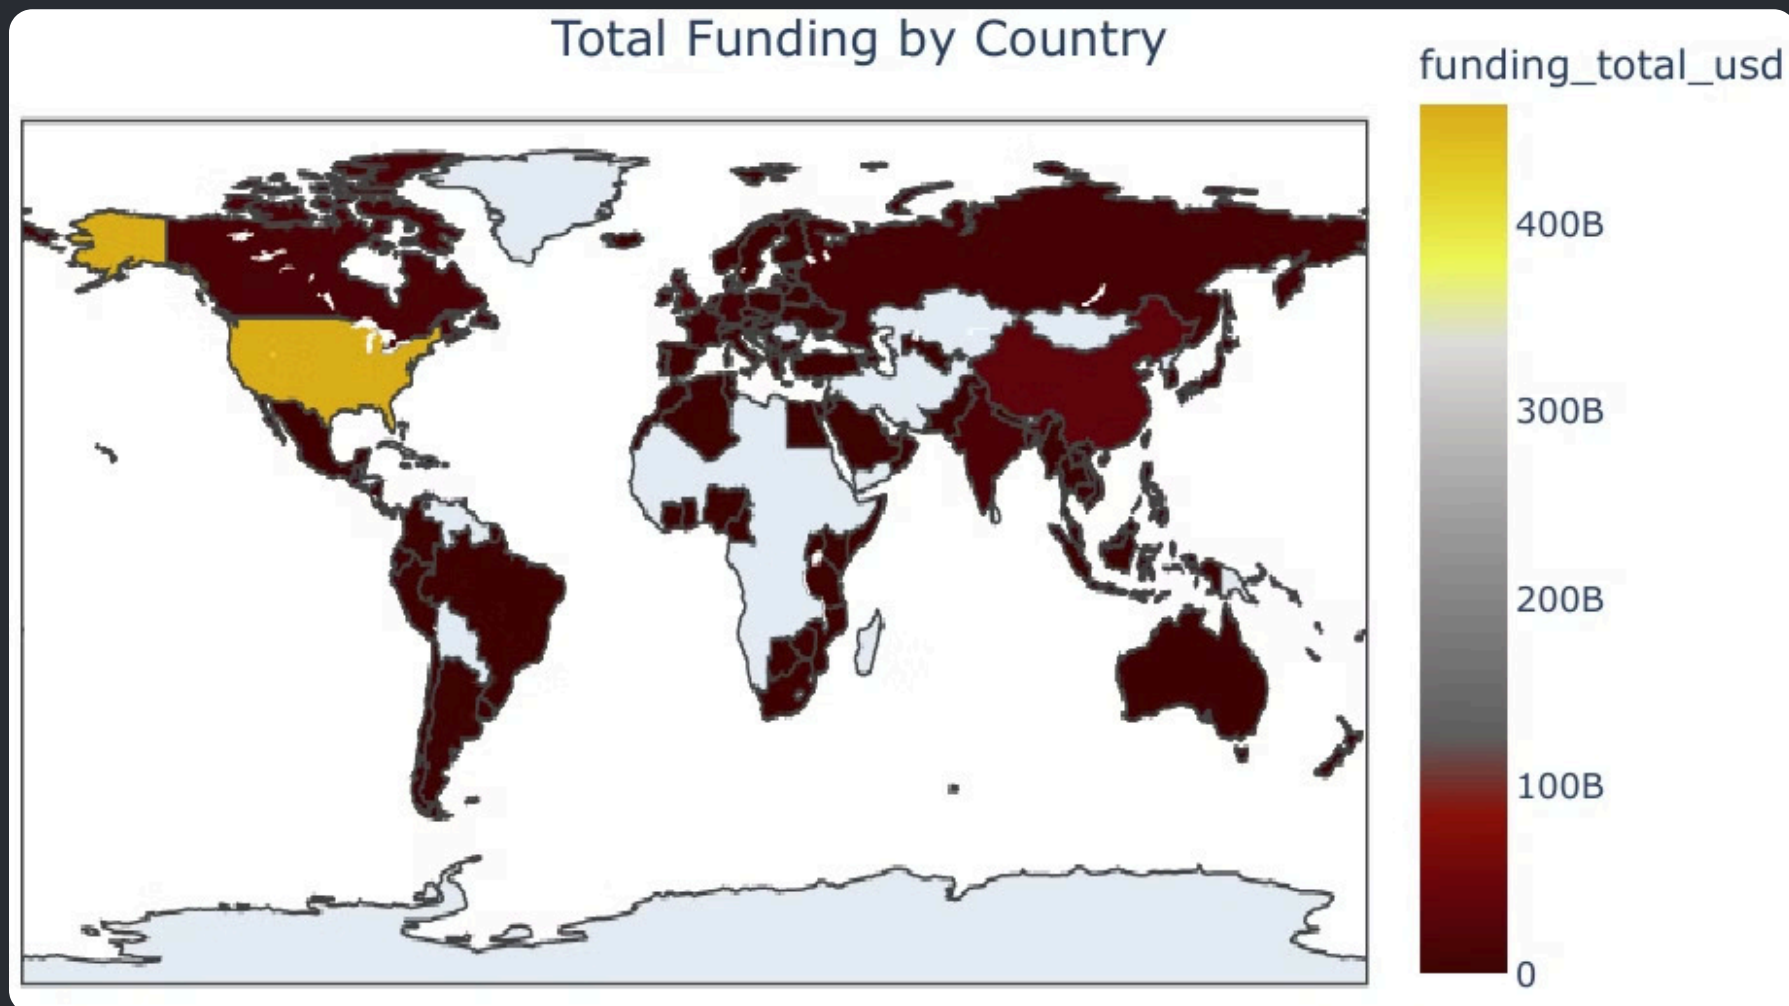 Total Funding by Country
funding_total_usd
400B
300B
200B
100B
0